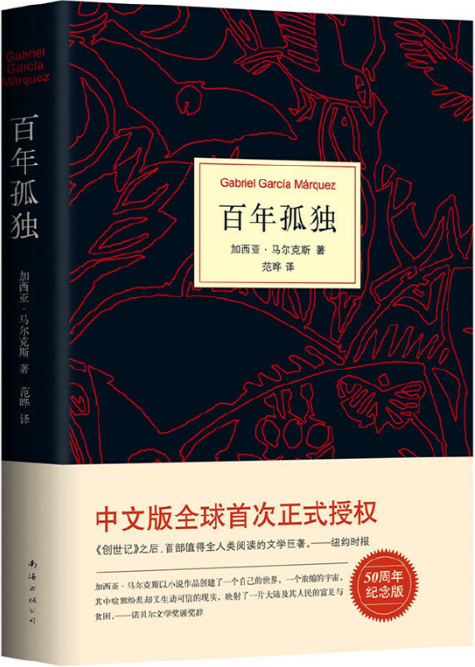 Gabriel
García
Márquez
百年孤独
加西亚·马尔克斯 著
范晔 译
南海出版公司
Gabriel García Márquez
百年孤独
加西亚·马尔克斯 著
范晔 译
中文版全球首次正式授权
《创世记》之后，首部值得全人类阅读的文学巨著。——纽约时报
加西亚·马尔克斯以小说作品创建了一个自己的世界，一个浓缩的宇宙，
其中喧嚣纷乱却又生动可信的现实，映射了一片大陆及其人民的富足与
贫困。——诺贝尔文学奖颁奖辞
50周年
纪念版